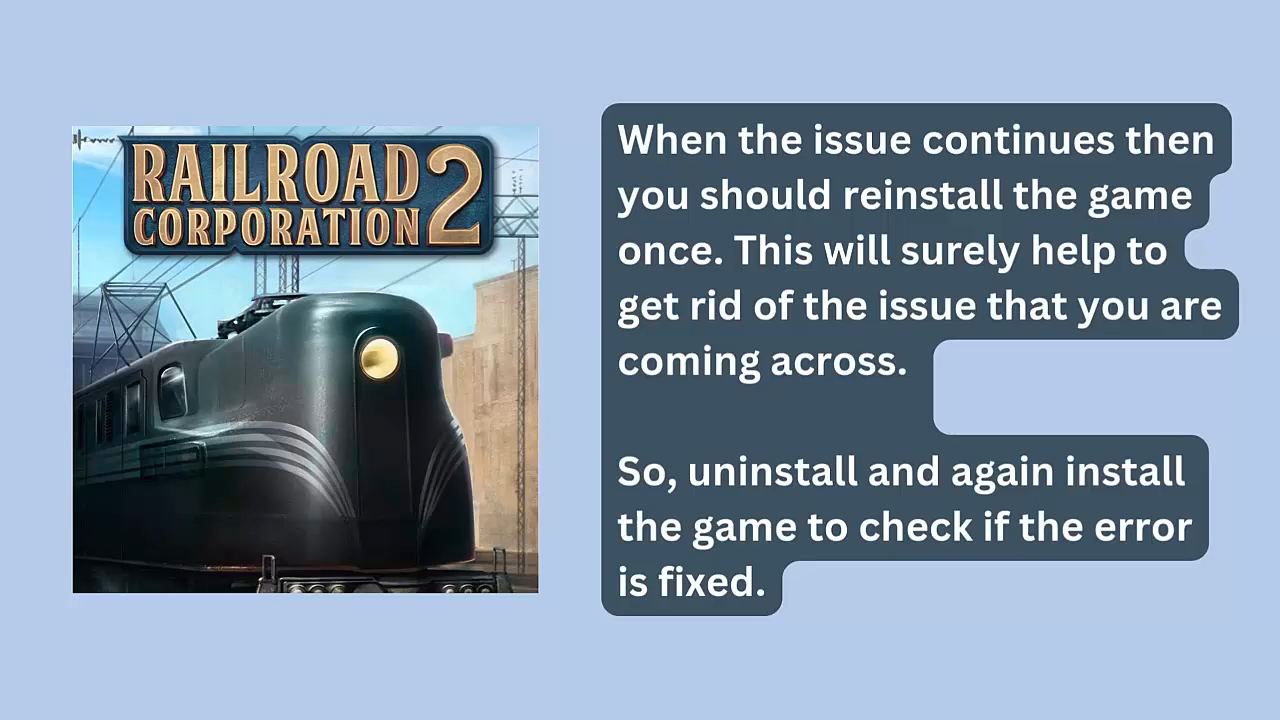 RAILROAD
CORPORATION 2
When the issue continues then
you should reinstall the game
once. This will surely help to
get rid of the issue that you are
coming across.
So, uninstall and again install
the game to check if the error
is fixed.